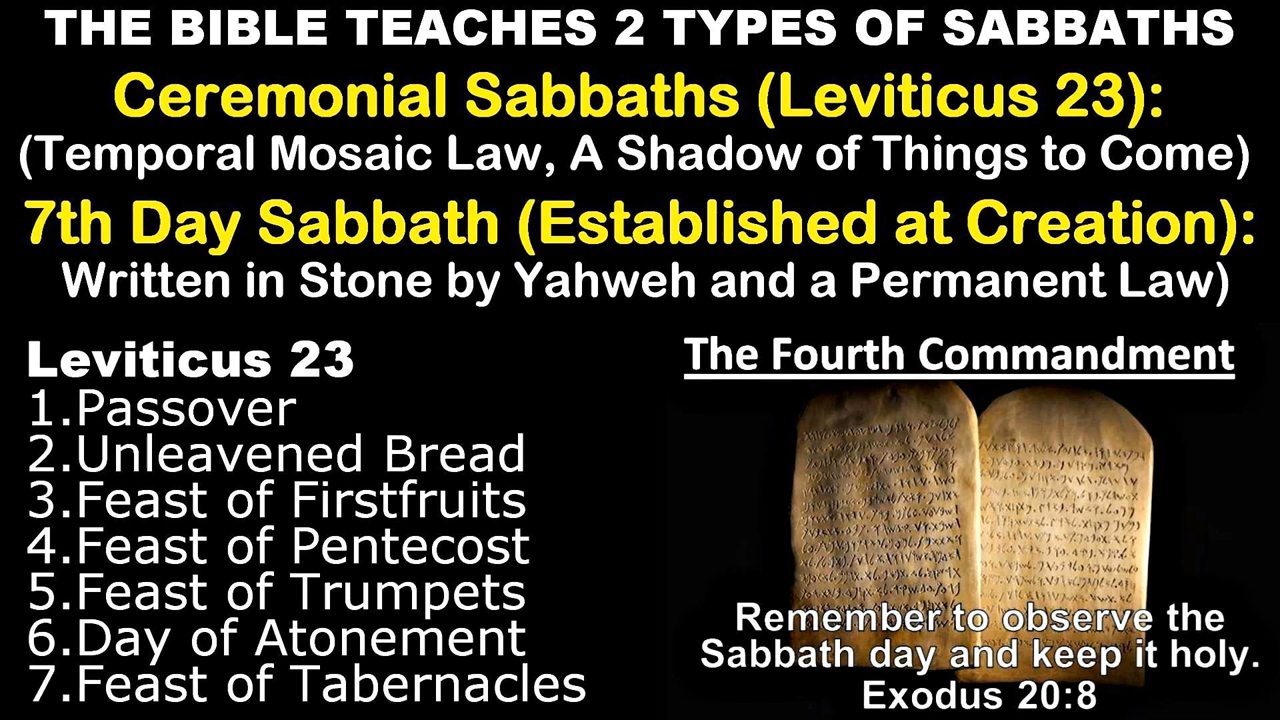 THE BIBLE TEACHES 2 TYPES OF SABBATHS
Ceremonial Sabbaths (Leviticus 23):
(Temporal Mosaic Law, A Shadow of Things to Come)
7th Day Sabbath (Established at Creation):
Written in Stone by Yahweh and a Permanent Law)
Leviticus 23
1.Passover
2.Unleavened Bread
3.Feast of Firstfruits
4.Feast of Pentecost
5.Feast of Trumpets
6.Day of Atonement
7.Feast of Tabernacles
The Fourth Commandment
Remember to observe the
Sabbath day and keep it holy.
Exodus 20:8